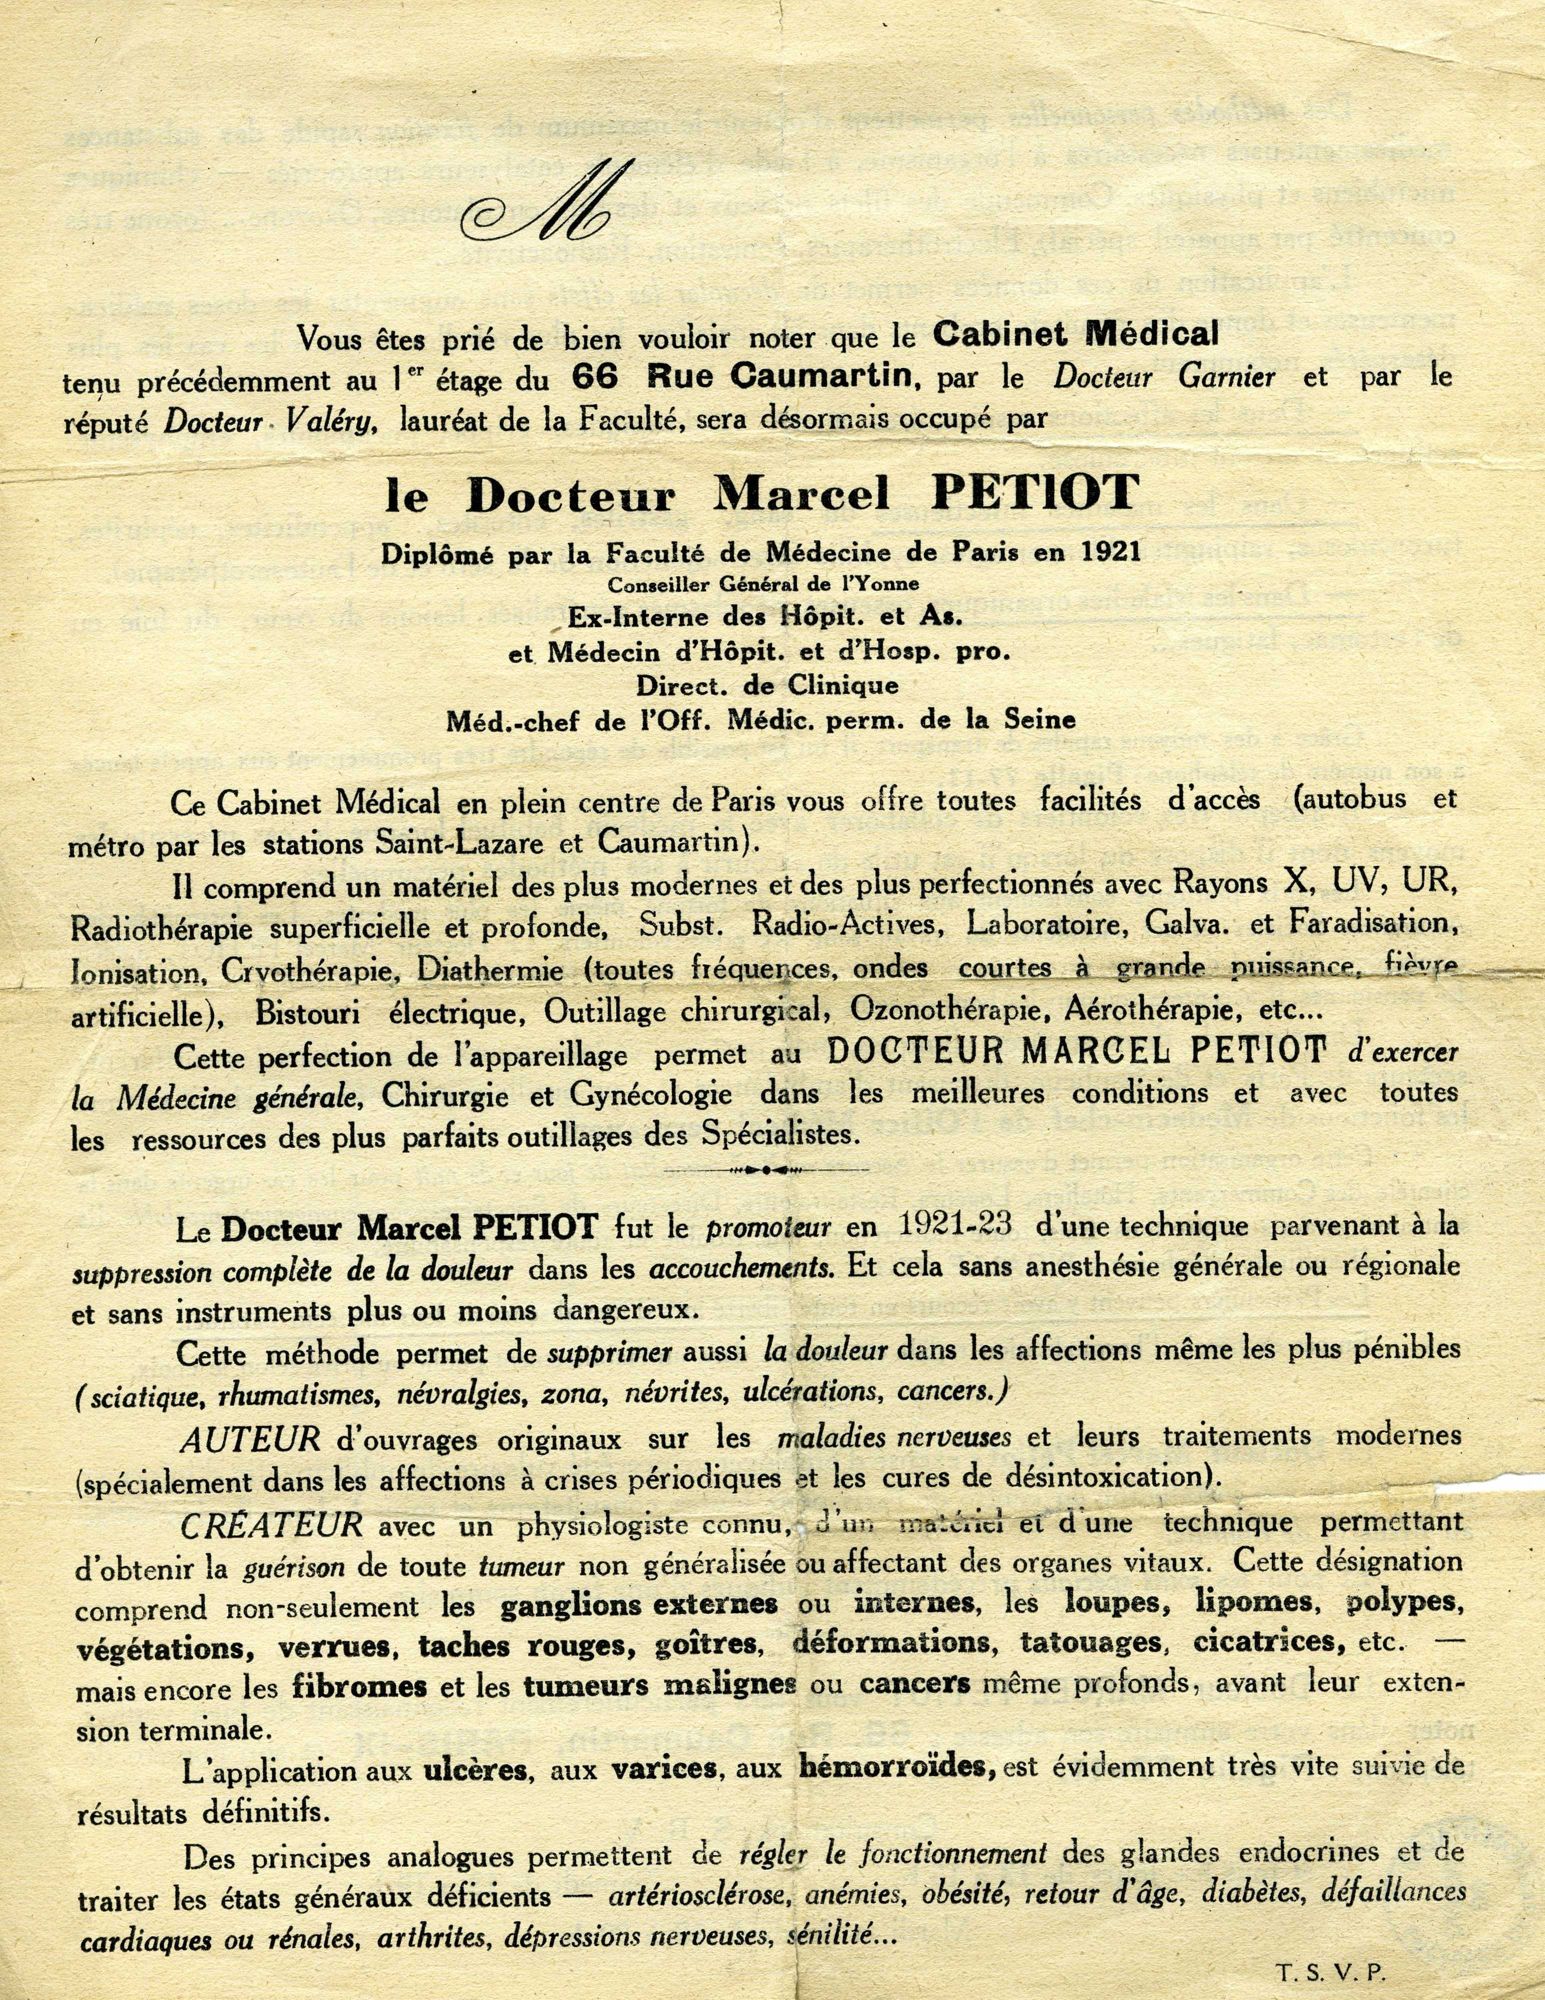 M
Vous êtes prié de bien vouloir noter que le Cabinet Médical
tenu précédemment au 1er étage du 66 Rue Caumartin, par le Docteur Garnier et par le
réputé Docteur Valéry, lauréat de la Faculté, sera désormais occupé par
le Docteur Marcel PETIOT
Diplômé par la Faculté de Médecine de Paris en 1921
Conseiller Général de l'Yonne
Ex-Interne des Hôpit. et As.
et Médecin d'Hôpit. et d'Hosp. pro.
Direct. de Clinique
Méd.-chef de l'Off. Médic. perm. de la Seine
Ce Cabinet Médical en plein centre de Paris vous offre toutes facilités d'accès (autobus et
métro par les stations Saint-Lazare et Caumartin).
Il comprend un matériel des plus modernes et des plus perfectionnés avec Rayons X, UV, UR,
Radiothérapie superficielle et profonde, Subst. Radio-Actives, Laboratoire, Galva. et Faradisation,
Ionisation, Cryothérapie, Diathermie (toutes fréquences, ondes courtes à grande puissance, fièvre
artificielle), Bistouri électrique, Outillage chirurgical, Ozonothérapie, Aérothérapie, etc...
Cette perfection de l'appareillage permet au DOCTEUR MARCEL PETIOT d'exercer
la Médecine générale, Chirurgie et Gynécologie dans les meilleures conditions et avec toutes
les ressources des plus parfaits outillages des Spécialistes.
Le Docteur Marcel PETIOT fut le promoteur en 1921-23 d'une technique parvenant à la
suppression complète de la douleur dans les accouchements. Et cela sans anesthésie générale ou régionale
et sans instruments plus ou moins dangereux.
Cette méthode permet de supprimer aussi la douleur dans les affections même les plus pénibles
(sciatique, rhumatismes, névralgies, zona, névrites, ulcérations, cancers.)
AUTEUR d'ouvrages originaux sur les maladies nerveuses et leurs traitements modernes
(spécialement dans les affections à crises périodiques et les cures de désintoxication).
CRÉATEUR avec un physiologiste connu, d'un matériel et d'une technique permettant
d'obtenir la guérison de toute tumeur non généralisée ou affectant des organes vitaux. Cette désignation
comprend non-seulement les ganglions externes ou internes, les loupes, lipomes, polypes,
végétations, verrues, taches rouges, goîtres, déformations, tatouages, cicatrices, etc. —
mais encore les fibromes et les tumeurs malignes ou cancers même profonds, avant leur exten-
sion terminale.
L'application aux ulcères, aux varices, aux hémorroïdes, est évidemment très vite suivie de
résultats définitifs.
Des principes analogues permettent de régler le fonctionnement des glandes endocrines et de
traiter les états généraux déficients — artériosclérose, anémies, obésité, retour d'âge, diabètes, défaillances
cardiaques ou rénales, arthrites, dépressions nerveuses, sénilité...
T. S. V. P.